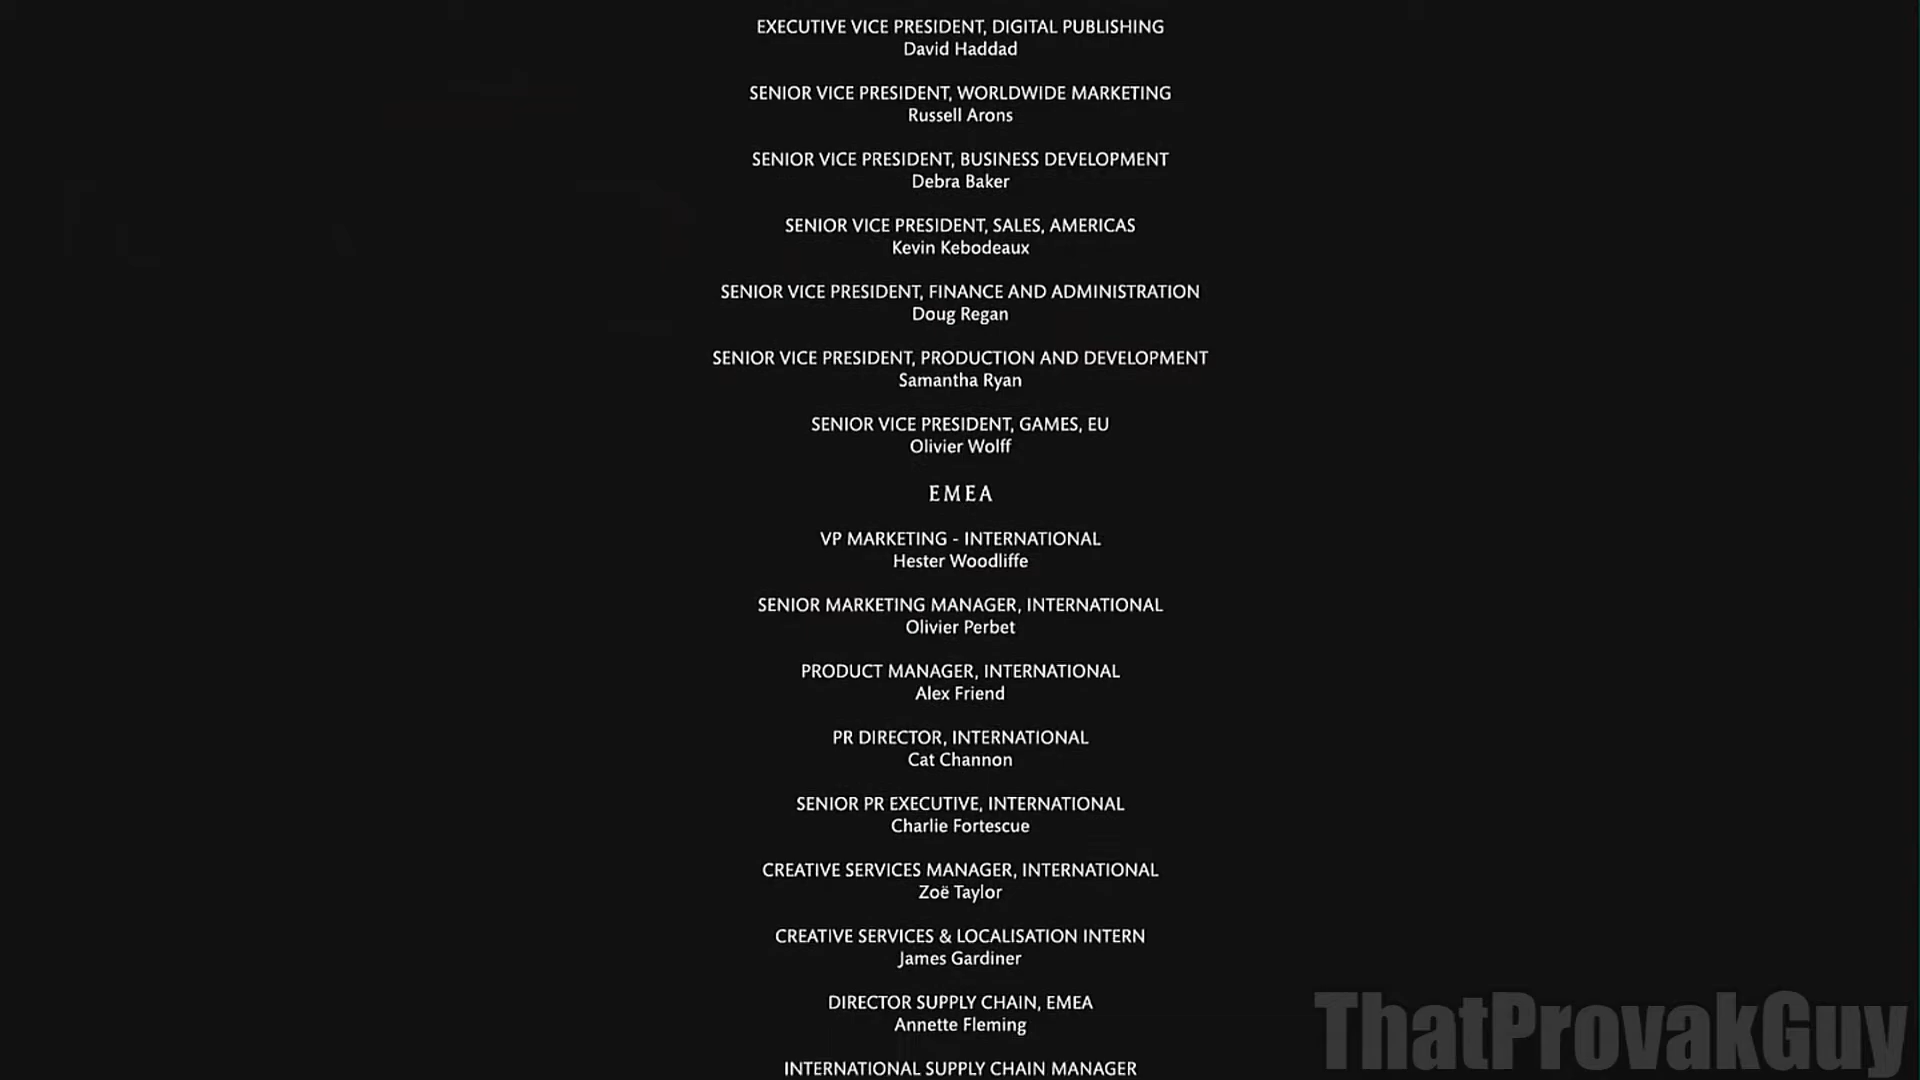 EXECUTIVE VICE PRESIDENT, DIGITAL PUBLISHING
David Haddad
SENIOR VICE PRESIDENT, WORLDWIDE MARKETING
Russell Arons
SENIOR VICE PRESIDENT, BUSINESS DEVELOPMENT
Debra Baker
SENIOR VICE PRESIDENT, SALES, AMERICAS
Kevin Kebodeaux
SENIOR VICE PRESIDENT, FINANCE AND ADMINISTRATION
Doug Regan
SENIOR VICE PRESIDENT, PRODUCTION AND DEVELOPMENT
Samantha Ryan
SENIOR VICE PRESIDENT, GAMES, EU
Olivier Wolff
EMEA
VP MARKETING - INTERNATIONAL
Hester Woodliffe
SENIOR MARKETING MANAGER, INTERNATIONAL
Olivier Perbet
PRODUCT MANAGER, INTERNATIONAL
Alex Friend
PR DIRECTOR, INTERNATIONAL
Cat Channon
SENIOR PR EXECUTIVE, INTERNATIONAL
Charlie Fortescue
CREATIVE SERVICES MANAGER, INTERNATIONAL
Zoë Taylor
CREATIVE SERVICES & LOCALISATION INTERN
James Gardiner
DIRECTOR SUPPLY CHAIN, EMEA
Annette Fleming
INTERNATIONAL SUPPLY CHAIN MANAGER
ThatProvakGuy